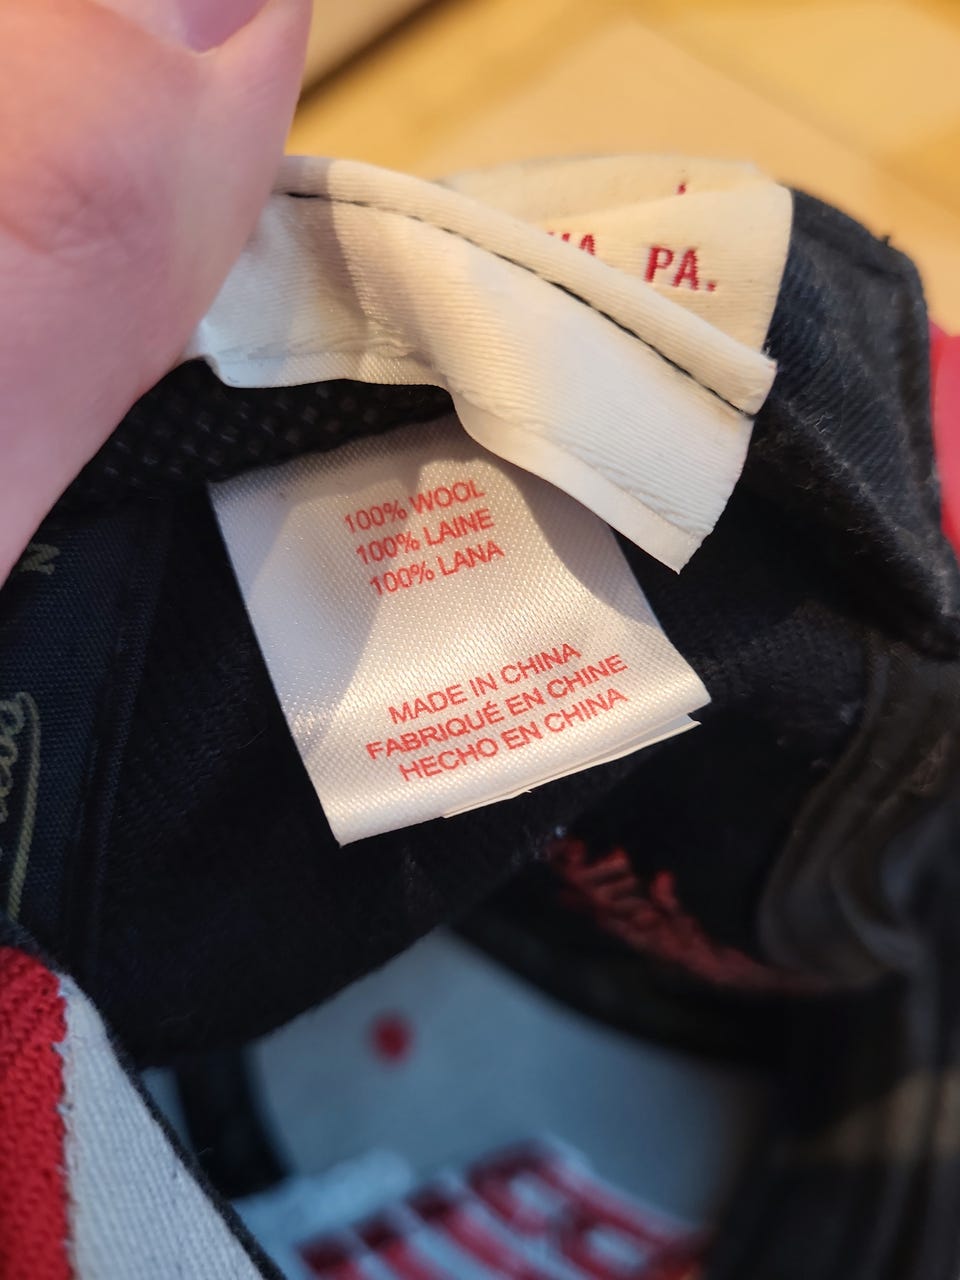 PA.
100% WOOL
100% LAINE
100% LANA
MADE IN CHINA
FABRIQUÉ EN CHINE
HECHO EN CHINA